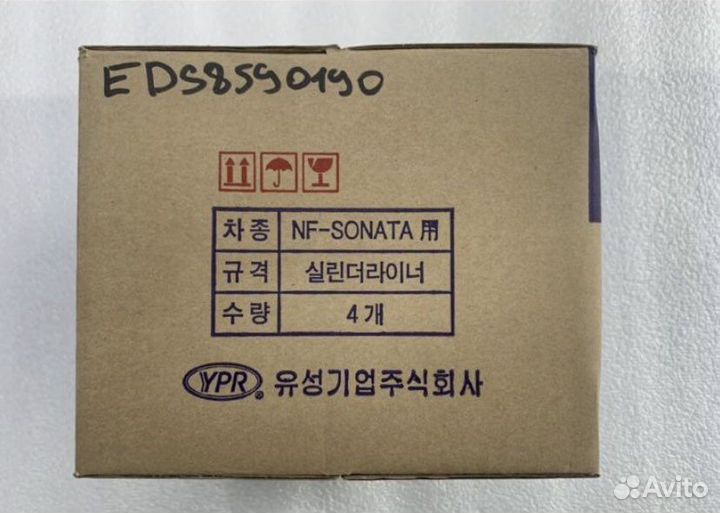 EDS8590190
차종 NF-SONATA 用
규격 실린더라이너
수량 4개
YPR® 유성기업주식회사
Avito